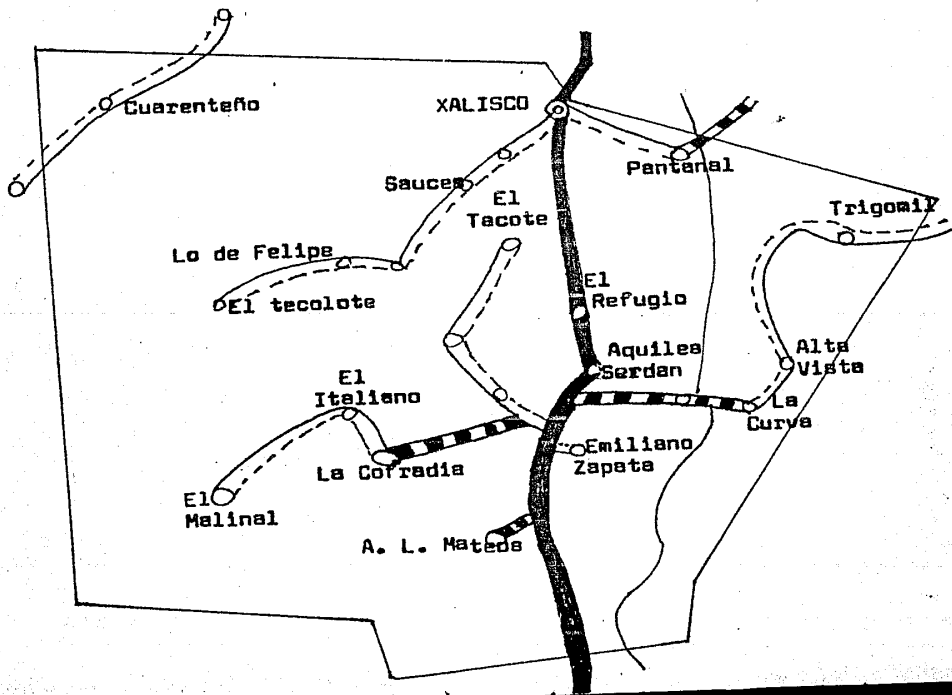 Cuarenteño
XALISCO
Pantanal
Sauces
El
Tacote
Trigomil
Lo de Felipe
El tecolote
El
Refugio
Aquiles
Serdan
Alta
Vista
El
Italiano
La
Curva
La Cofradia
Emiliano
Zapata
El
Malinal
A. L. Mateos